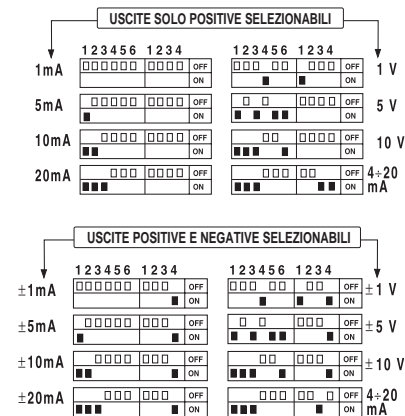 USCITE SOLO POSITIVE SELEZIONABILI
1 2 3 4 5 6 1 2 3 4 1 2 3 4 5 6 1 2 3 4
1mA OFF OFF 1 V
ON ON
5mA OFF OFF 5 V
ON ON
10mA OFF OFF 10 V
ON ON
20mA OFF OFF 4÷20
ON ON mA
USCITE POSITIVE E NEGATIVE SELEZIONABILI
1 2 3 4 5 6 1 2 3 4 1 2 3 4 5 6 1 2 3 4
±1mA OFF OFF ±1 V
ON ON
±5mA OFF OFF ±5 V
ON ON
±10mA OFF OFF ±10 V
ON ON
±20mA OFF OFF 4÷20
ON ON mA